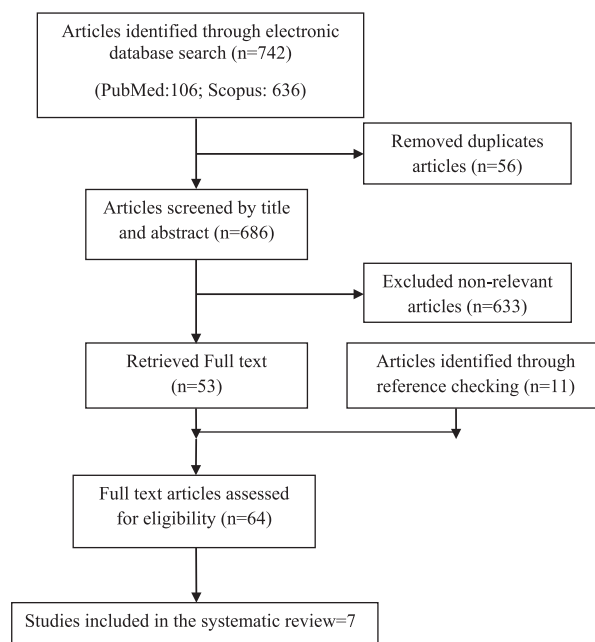 Articles identified through electronic
database search (n=742)
(PubMed:106; Scopus: 636)
Removed duplicates
articles (n=56)
Articles screened by title
and abstract (n=686)
Excluded non-relevant
articles (n=633)
Retrieved Full text
(n=53)
Articles identified through
reference checking (n=11)
Full text articles assessed
for eligibility (n=64)
Studies included in the systematic review=7